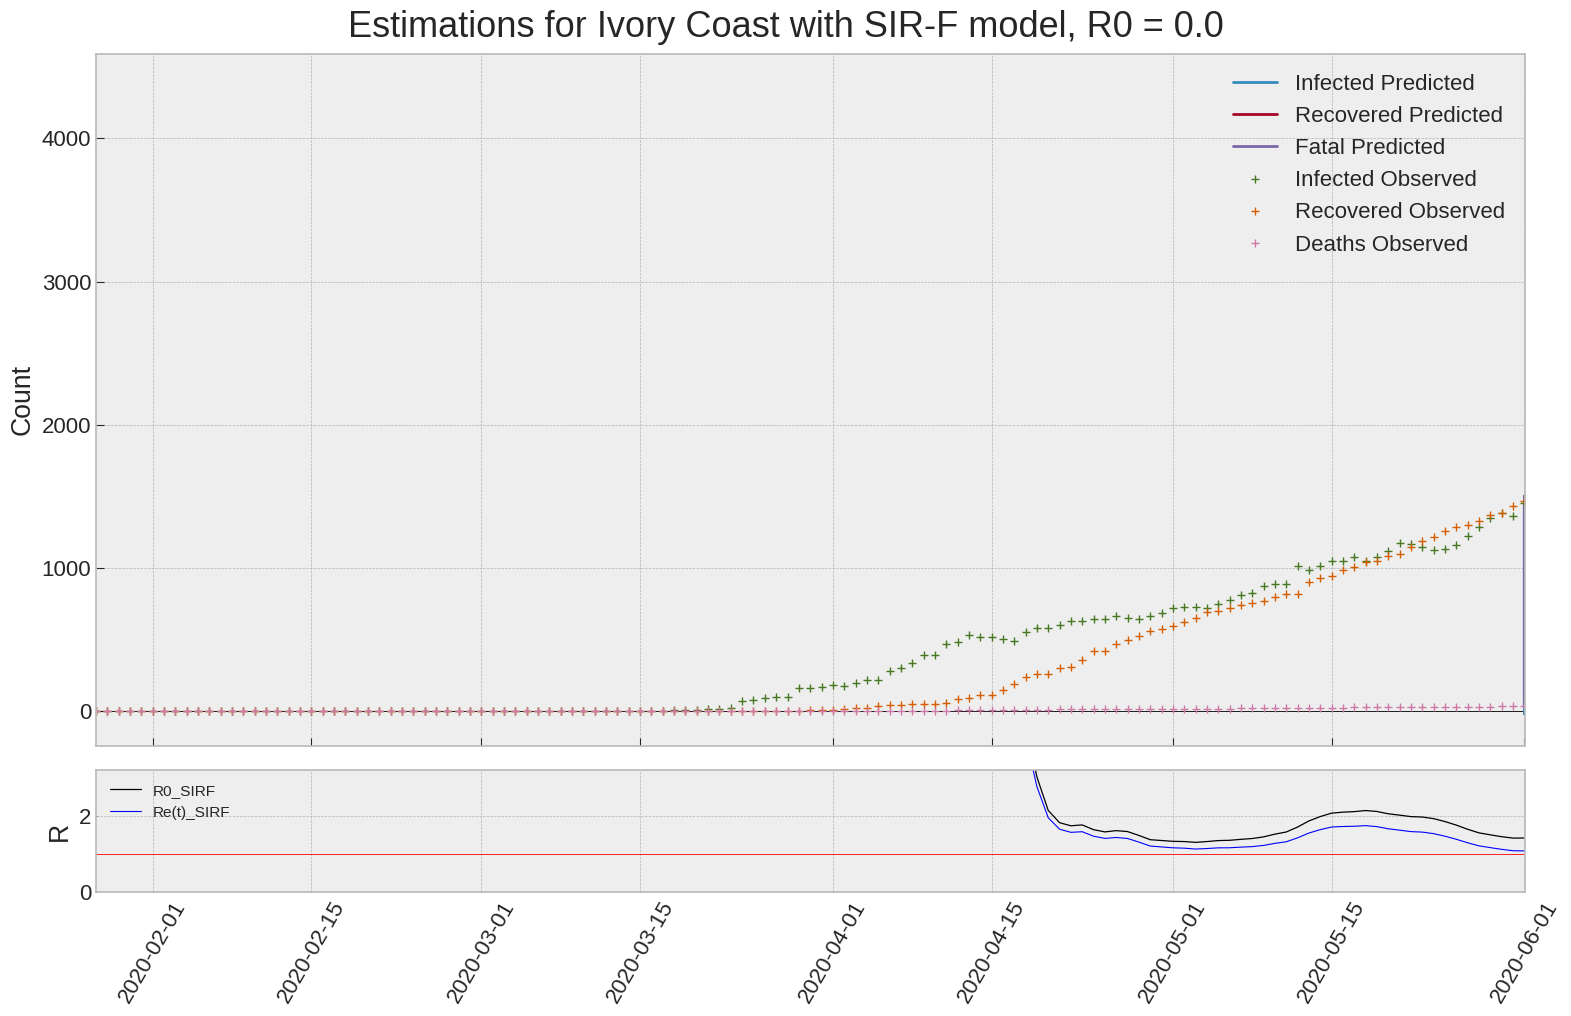 Estimations for Ivory Coast with SIR-F model, R0 = 0.0
Infected Predicted
Recovered Predicted
Fatal Predicted
Infected Observed
Recovered Observed
Deaths Observed
Count
4000
3000
2000
1000
0
R0_SIRF
Re(t)_SIRF
R
2
0
2020-02-01
2020-02-15
2020-03-01
2020-03-15
2020-04-01
2020-04-15
2020-05-01
2020-05-15
2020-06-01